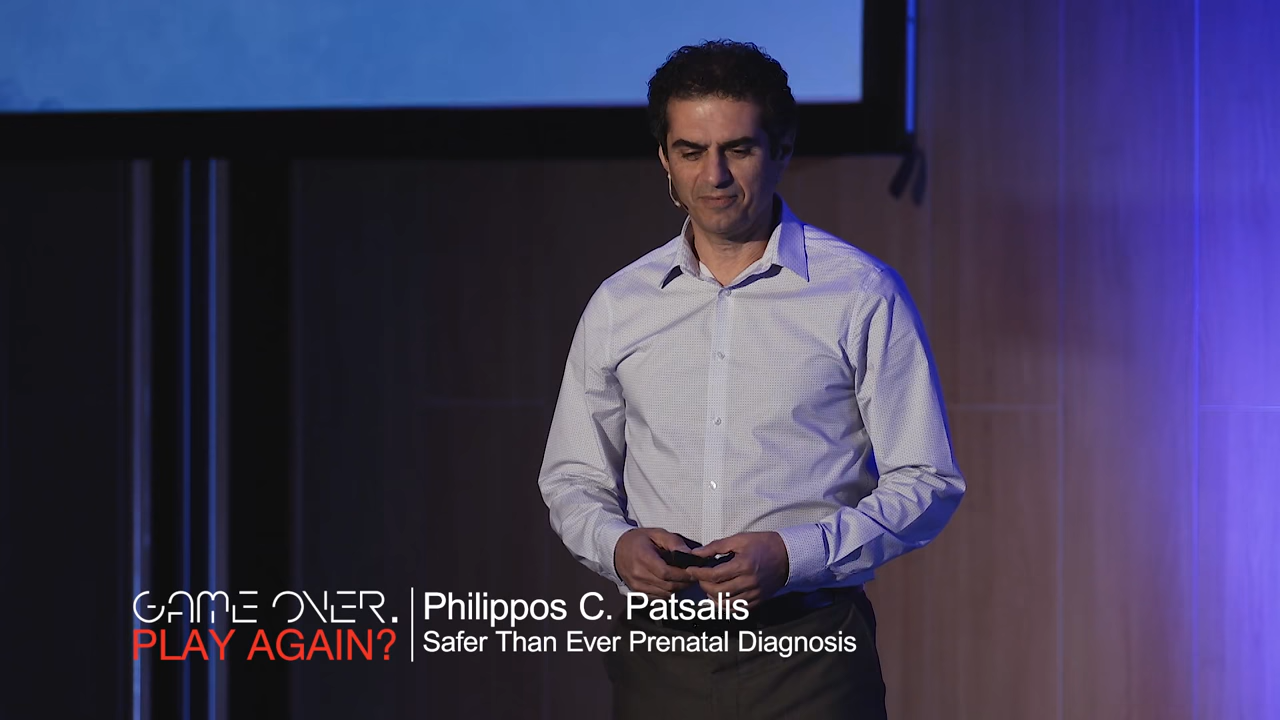 GAME OVER.
PLAY AGAIN?
Philippos C. Patsalis
Safer Than Ever Prenatal Diagnosis